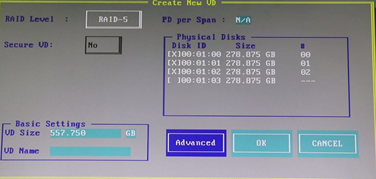 Create New VD
RAID Level : RAID-5 PD per Span : N/A
Secure VD: No
Physical Disks
Disk ID Size #
[X]00:01:00 278.875 GB 00
[X]00:01:01 278.875 GB 01
[X]00:01:02 278.875 GB 02
[ ]00:01:03 278.875 GB ---
Basic Settings
VD Size 557.750 GB
VD Name
Advanced OK CANCEL